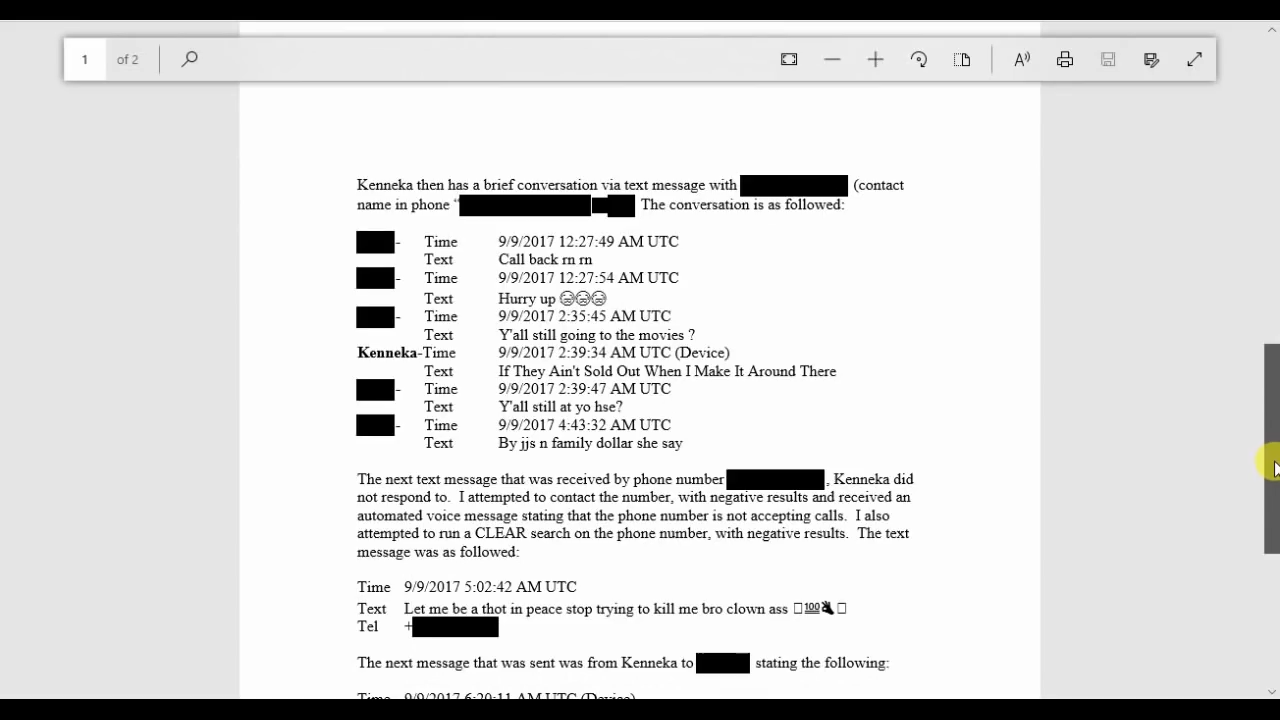 1 of 2
Kenneka then has a brief conversation via text message with (contact
name in phone “ The conversation is as followed:
- Time 9/9/2017 12:27:49 AM UTC
Text Call back rn rn
- Time 9/9/2017 12:27:54 AM UTC
Text Hurry up
- Time 9/9/2017 2:35:45 AM UTC
Text Y'all still going to the movies ?
Kenneka-Time 9/9/2017 2:39:34 AM UTC (Device)
Text If They Ain't Sold Out When I Make It Around There
- Time 9/9/2017 2:39:47 AM UTC
Text Y'all still at yo hse?
- Time 9/9/2017 4:43:32 AM UTC
Text By jjs n family dollar she say
The next text message that was received by phone number , Kenneka did
not respond to. I attempted to contact the number, with negative results and received an
automated voice message stating that the phone number is not accepting calls. I also
attempted to run a CLEAR search on the phone number, with negative results. The text
message was as followed:
Time 9/9/2017 5:02:42 AM UTC
Text Let me be a thot in peace stop trying to kill me bro clown ass 💯
Tel +
The next message that was sent was from Kenneka to stating the following:
Time 9/9/2017 6:20:11 AM UTC (Device)